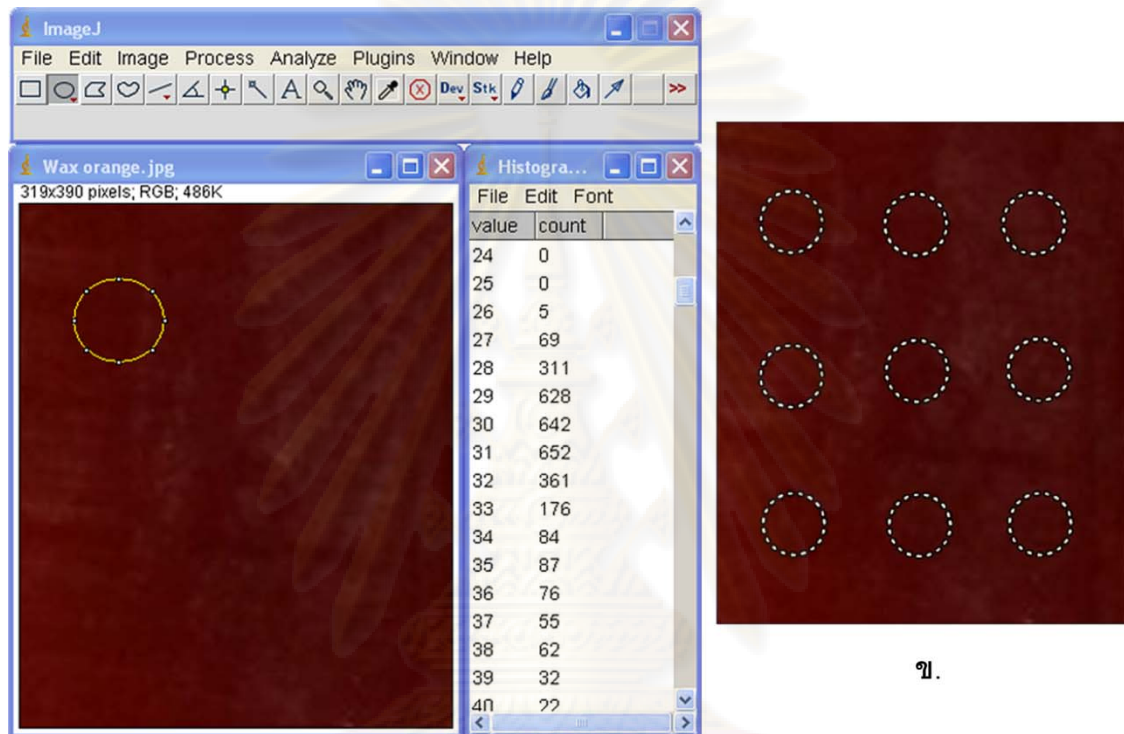 ImageJ
File Edit Image Process Analyze Plugins Window Help
Dev Stk >>
Wax orange.jpg
319x390 pixels; RGB; 486K
Histogra...
File Edit Font
value count
24 0
25 0
26 5
27 69
28 311
29 628
30 642
31 652
32 361
33 176
34 84
35 87
36 76
37 55
38 62
39 32
40 22
ข.